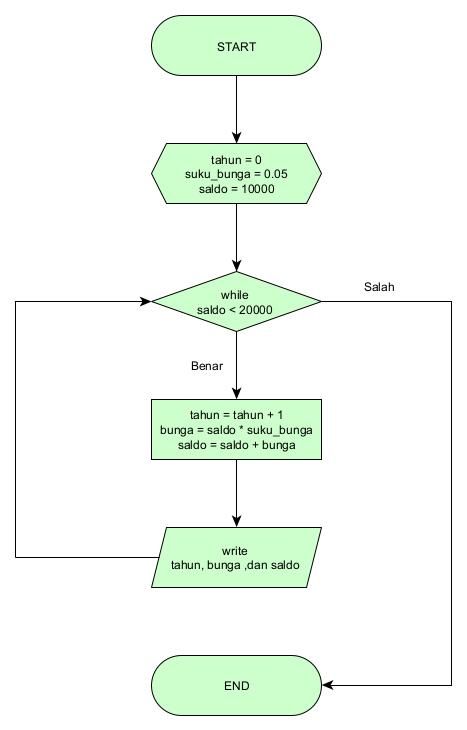 START
tahun = 0
suku_bunga = 0.05
saldo = 10000
while
saldo < 20000
Salah
Benar
tahun = tahun + 1
bunga = saldo * suku_bunga
saldo = saldo + bunga
write
tahun, bunga ,dan saldo
END